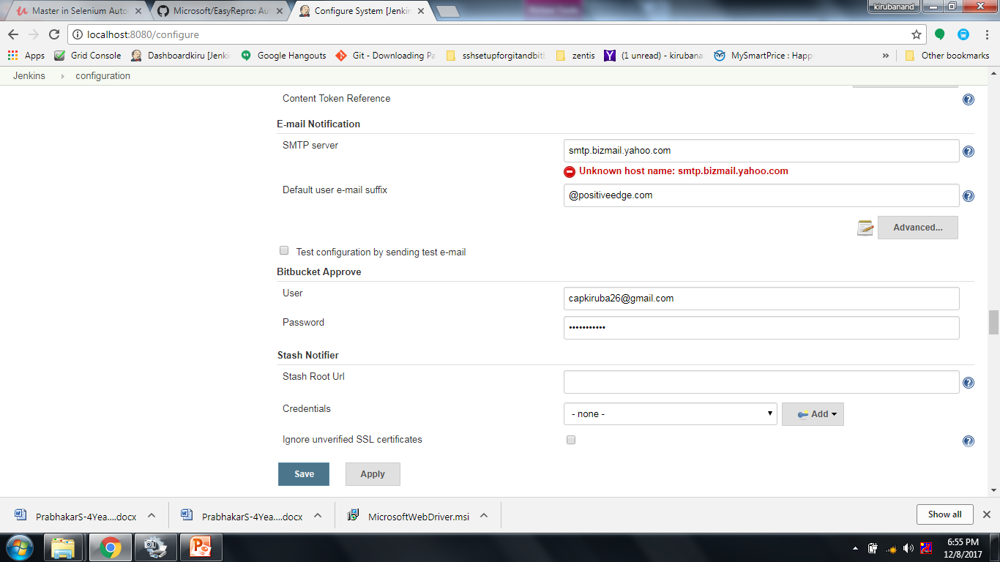 Master in Selenium Auto
Microsoft/EasyRepro: Au
Configure System [Jenkin
kirubanand
localhost:8080/configure
Apps
Grid Console
Dashboardkiru [Jenki
Google Hangouts
Git - Downloading Pa
sshsetupforgitandbitb
zentis
(1 unread) - kirubana
MySmartPrice : Happ
»
Other bookmarks
Jenkins
configuration
Content Token Reference
E-mail Notification
SMTP server
smtp.bizmail.yahoo.com
Unknown host name: smtp.bizmail.yahoo.com
Default user e-mail suffix
@positiveedge.com
Advanced...
Test configuration by sending test e-mail
Bitbucket Approve
User
capkiruba26@gmail.com
Password
•••••••••••
Stash Notifier
Stash Root Url
Credentials
- none -
Add
Ignore unverified SSL certificates
Save
Apply
PrabhakarS-4Yea....docx
PrabhakarS-4Yea....docx
MicrosoftWebDriver.msi
Show all
6:55 PM
12/8/2017